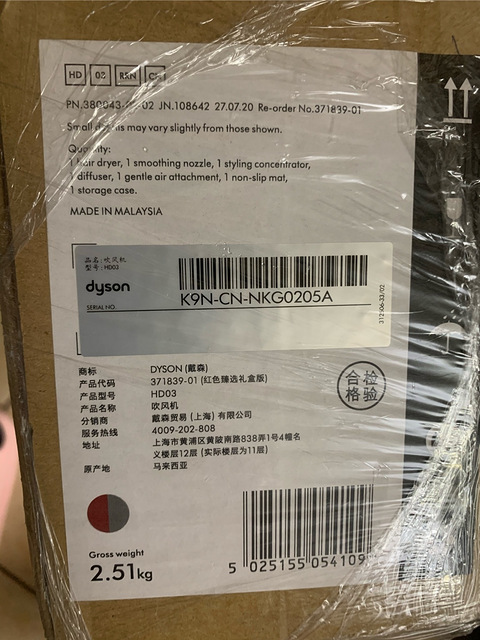 HD 03 R&N
PN.380043- 02 JN.108642 27.07.20 Re-order No.371839-01
Small details may vary slightly from those shown.
Quantity:
1 hair dryer, 1 smoothing nozzle, 1 styling concentrator,
1 diffuser, 1 gentle air attachment, 1 non-slip mat,
1 storage case.
MADE IN MALAYSIA
品名: 吹风机
型号: HD03
dyson
SERIAL NO.
K9N-CN-NKG0205A
312106-33/02
商标 DYSON (戴森)
产品代码 371839-01 (红色臻选礼盒版)
产品型号 HD03
产品名称 吹风机
分销商 戴森贸易 (上海) 有限公司
服务热线 4009-202-808
地址 上海市黄浦区黄陂南路838弄1号4幢名
义楼层12层 (实际楼层为11层)
原产地 马来西亚
合检
格验
Gross weight
2.51kg
5 025155 054109